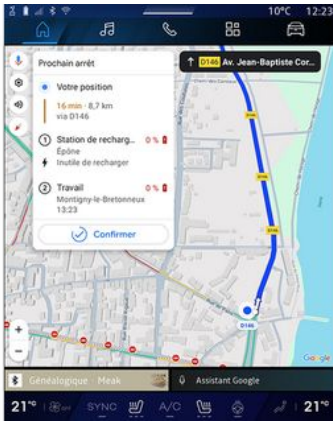 10°C 12:23
Prochain arrêt
D146 Av. Jean-Baptiste Cor...
Votre position
16 min · 8,7 km
via D146
1 Station de recharg... 0 %
Épône
Inutile de recharger
2 Travail 0 %
Montigny-le-Bretonneux
13:23
Confirmer
D146
Google
Généalogique · Meak
Assistant Google
21°C SYNC A/C 21°C